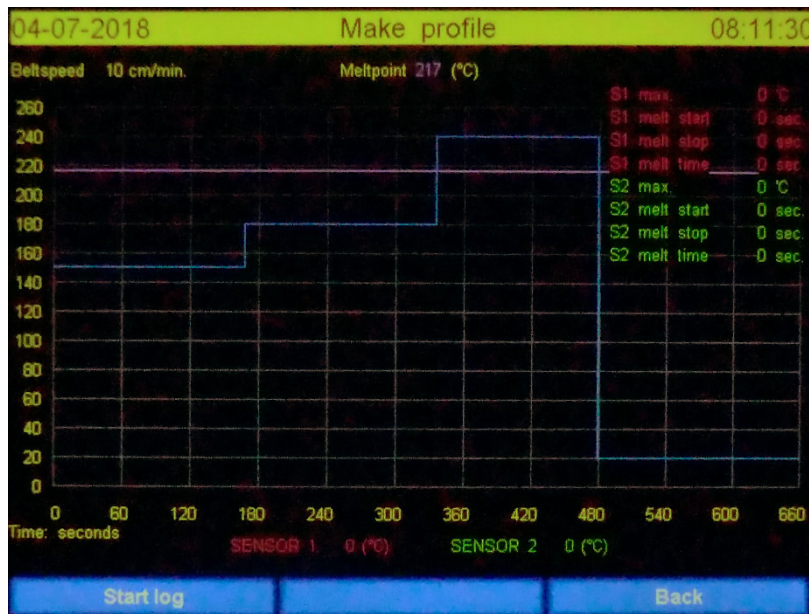 04-07-2018 Make profile 08:11:30
Beltspeed 10 cm/min. Meltpoint 217 (°C)
S1 max. 0 °C
260
S1 melt start 0 sec.
240
S1 melt stop 0 sec.
220
S1 melt time 0 sec.
S2 max. 0 °C
200
S2 melt start 0 sec.
180
S2 melt stop 0 sec.
160
S2 melt time 0 sec.
140
120
100
80
60
40
20
0
0 60 120 180 240 300 360 420 480 540 600 660
Time: seconds
SENSOR 1 0 (°C) SENSOR 2 0 (°C)
Start log Back